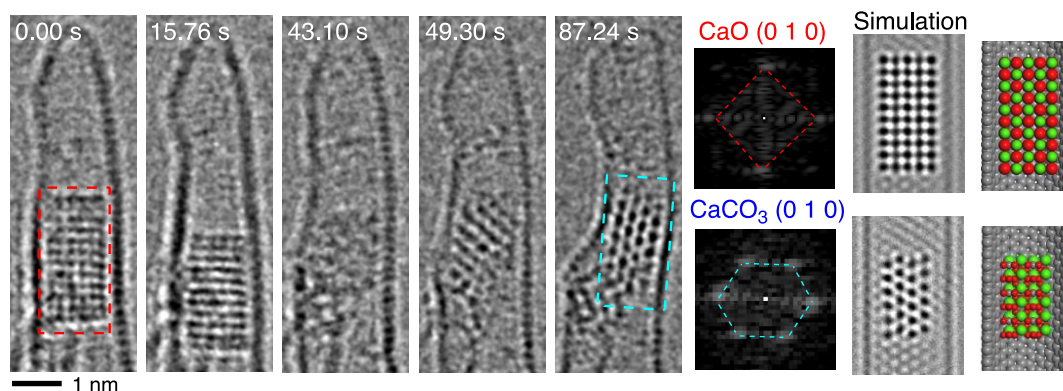 0.00 s
15.76 s
43.10 s
49.30 s
87.24 s
CaO (0 1 0)
Simulation
CaCO₃ (0 1 0)
1 nm